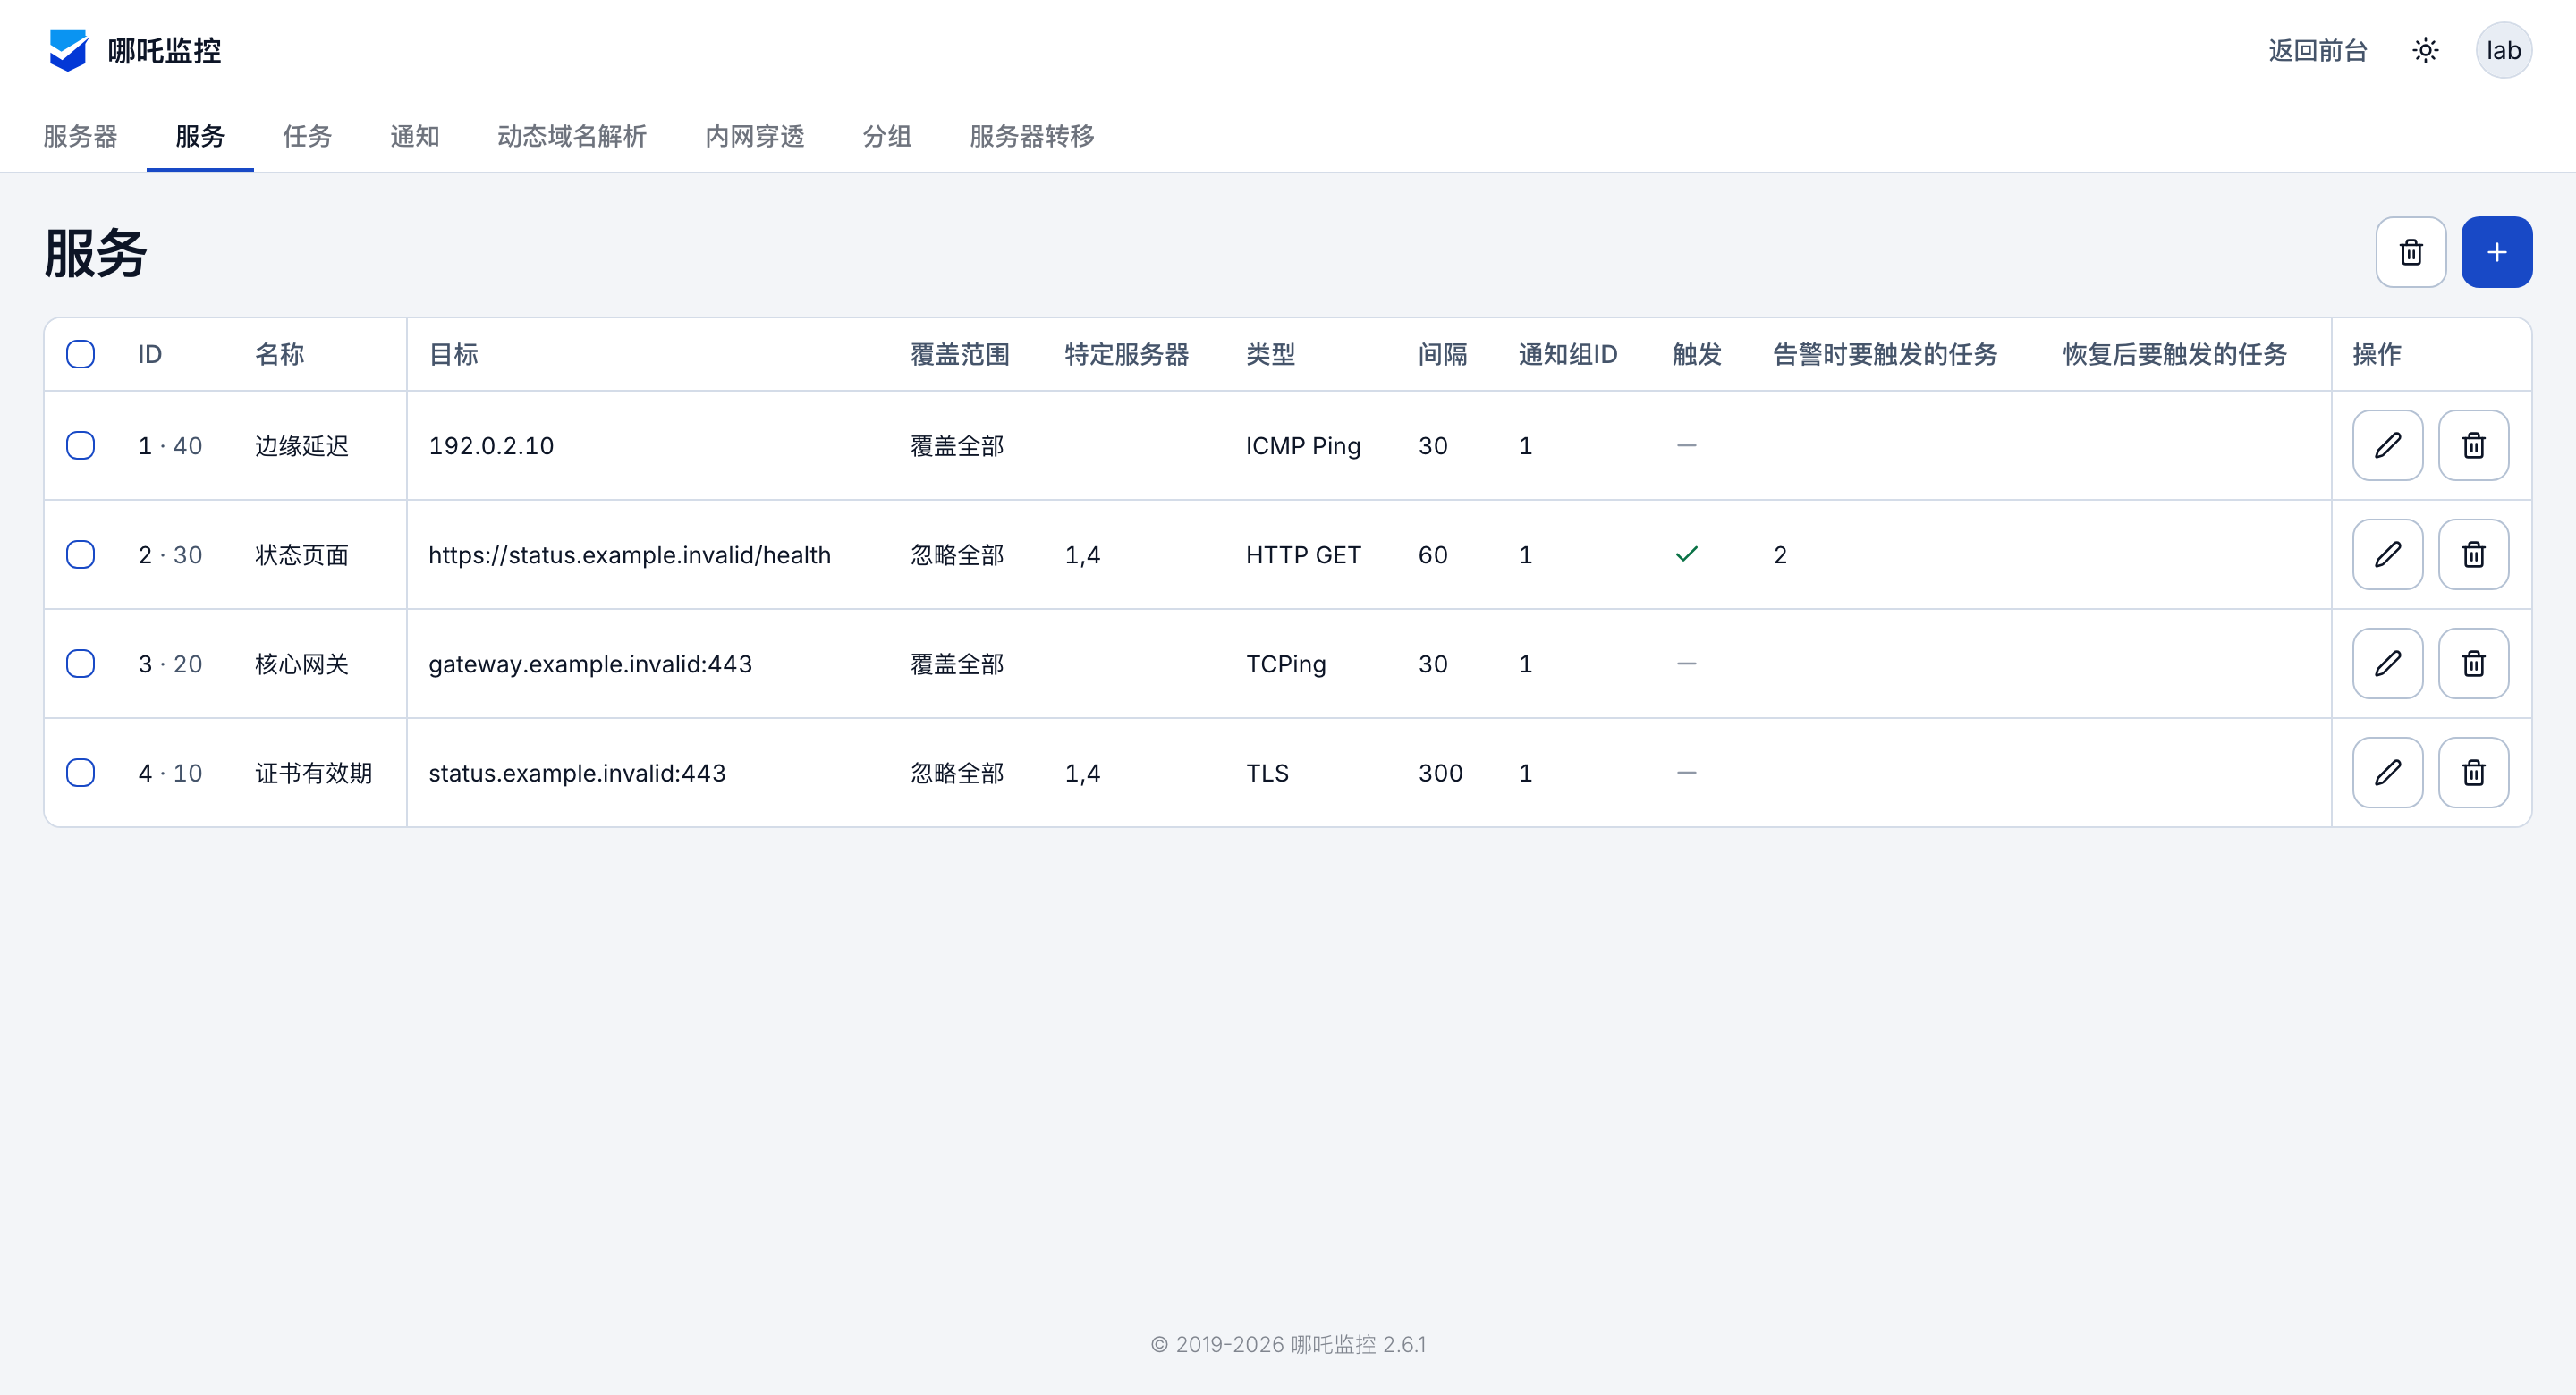 哪吒监控
返回前台
lab
服务器 服务 任务 通知 动态域名解析 内网穿透 分组 服务器转移
服务
ID 名称 目标 覆盖范围 特定服务器 类型 间隔 通知组ID 触发 告警时要触发的任务 恢复后要触发的任务 操作
1 · 40 边缘延迟 192.0.2.10 覆盖全部 ICMP Ping 30 1 —
2 · 30 状态页面 https://status.example.invalid/health 忽略全部 1,4 HTTP GET 60 1 ✓ 2
3 · 20 核心网关 gateway.example.invalid:443 覆盖全部 TCPing 30 1 —
4 · 10 证书有效期 status.example.invalid:443 忽略全部 1,4 TLS 300 1 —
© 2019-2026 哪吒监控 2.6.1